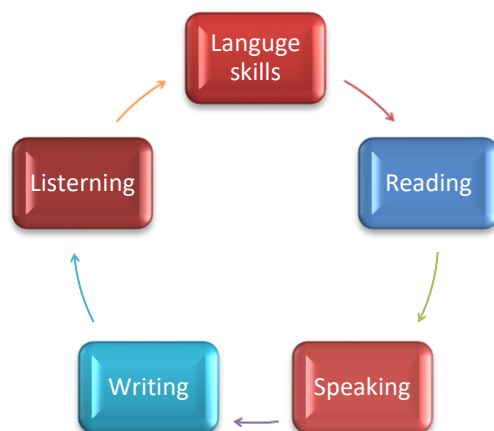 Languge
skills
Reading
Speaking
Writing
Listerning